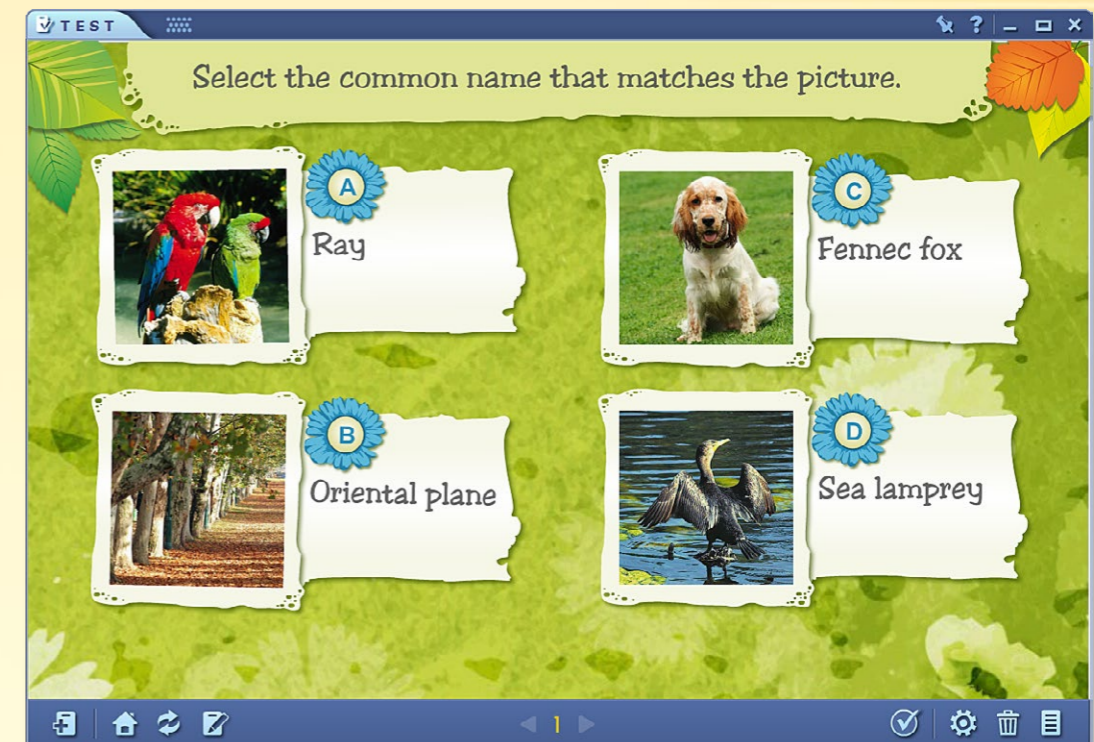 TEST
?
Select the common name that matches the picture.
A
Ray
C
Fennec fox
B
Oriental plane
D
Sea lamprey
1